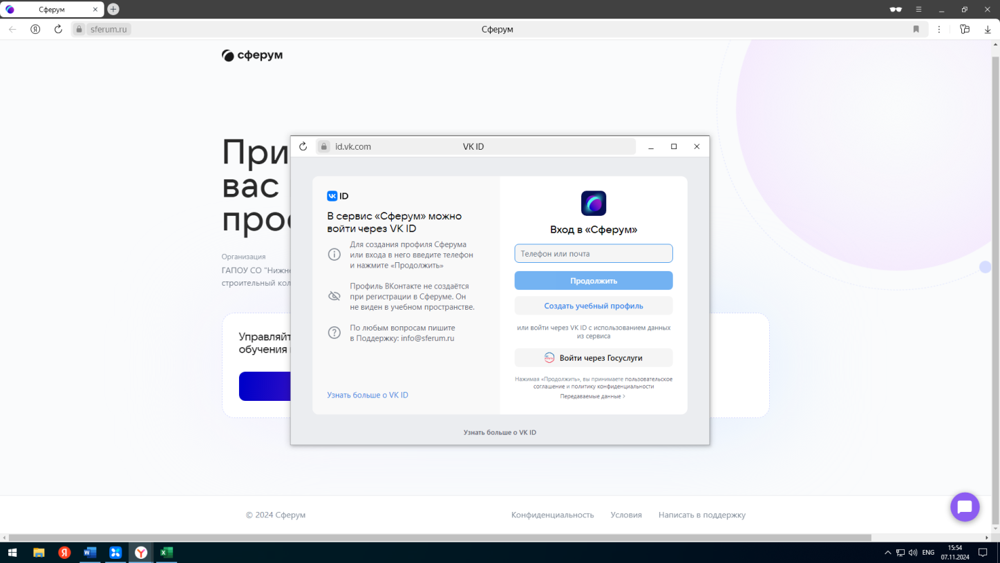 Сферум
sferum.ru
Сферум
сферум
При
вас
Организация
ГАПОУ СО "Нижне
строительный кол
Управляйт
обучения
id.vk.com
VK ID
VK ID
В сервис «Сферум» можно
войти через VK ID
Для создания профиля Сферума
или входа в него введите телефон
и нажмите «Продолжить»
Профиль ВКонтакте не создаётся
при регистрации в Сферуме. Он
не виден в учебном пространстве.
По любым вопросам пишите
в Поддержку: info@sferum.ru
Узнать больше о VK ID
Вход в «Сферум»
Телефон или почта
Продолжить
Создать учебный профиль
или войти через VK ID с использованием данных
из сервиса
Войти через Госуслуги
Нажимая «Продолжить», вы принимаете пользовательское
соглашение и политику конфиденциальности
Передаваемые данные >
Узнать больше о VK ID
© 2024 Сферум
Конфиденциальность
Условия
Написать в поддержку
ENG
15:54
07.11.2024